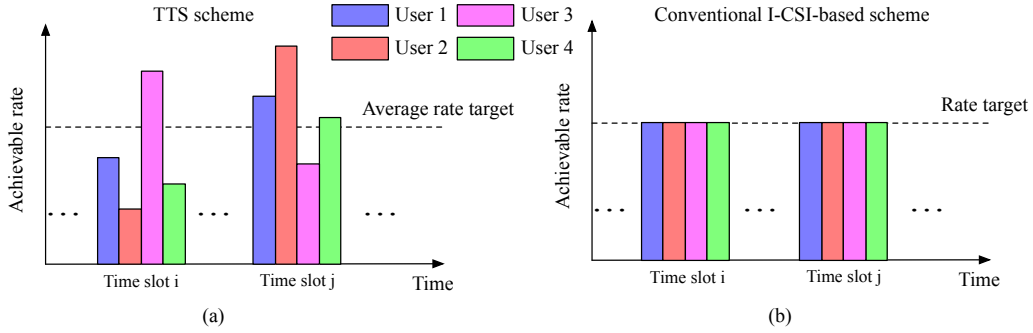 TTS scheme
User 1
User 3
User 2
User 4
Conventional I-CSI-based scheme
Achievable rate
Average rate target
. . .
. . .
. . .
Time slot i
Time slot j
Time
(a)
Achievable rate
Rate target
. . .
. . .
. . .
Time slot i
Time slot j
Time
(b)